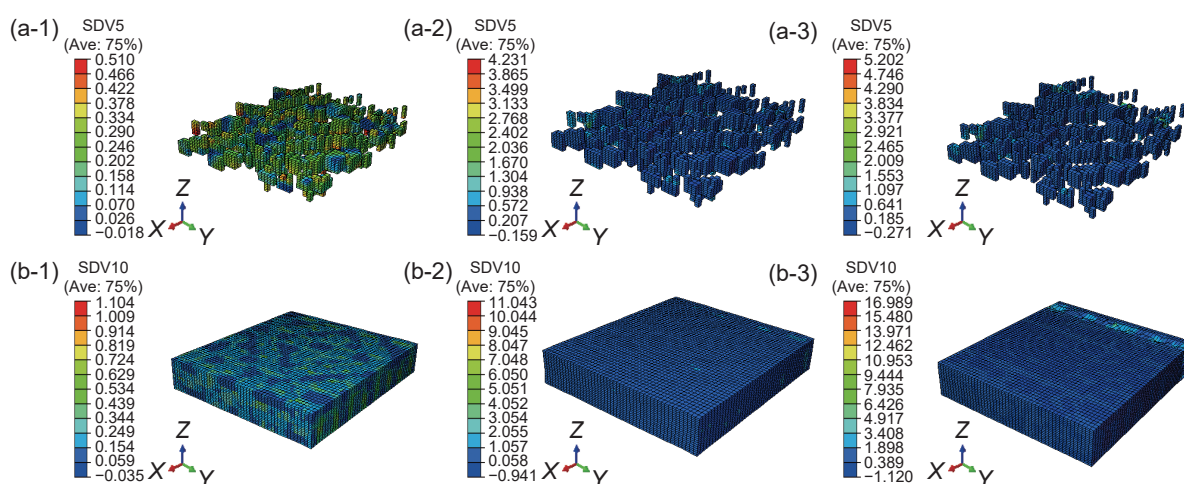 (a-1)
SDV5
(Ave: 75%)
0.510
0.466
0.422
0.378
0.334
0.290
0.246
0.202
0.158
0.114
0.070
0.026
−0.018
Z
X
Y
(a-2)
SDV5
(Ave: 75%)
4.231
3.865
3.499
3.133
2.768
2.402
2.036
1.670
1.304
0.938
0.572
0.207
−0.159
Z
X
Y
(a-3)
SDV5
(Ave: 75%)
5.202
4.746
4.290
3.834
3.377
2.921
2.465
2.009
1.553
1.097
0.641
0.185
−0.271
Z
X
Y
(b-1)
SDV10
(Ave: 75%)
1.104
1.009
0.914
0.819
0.724
0.629
0.534
0.439
0.344
0.249
0.154
0.059
−0.035
Z
X
Y
(b-2)
SDV10
(Ave: 75%)
11.043
10.044
9.045
8.047
7.048
6.050
5.051
4.052
3.054
2.055
1.057
0.058
−0.941
Z
X
Y
(b-3)
SDV10
(Ave: 75%)
16.989
15.480
13.971
12.462
10.953
9.444
7.935
6.426
4.917
3.408
1.898
0.389
−1.120
Z
X
Y